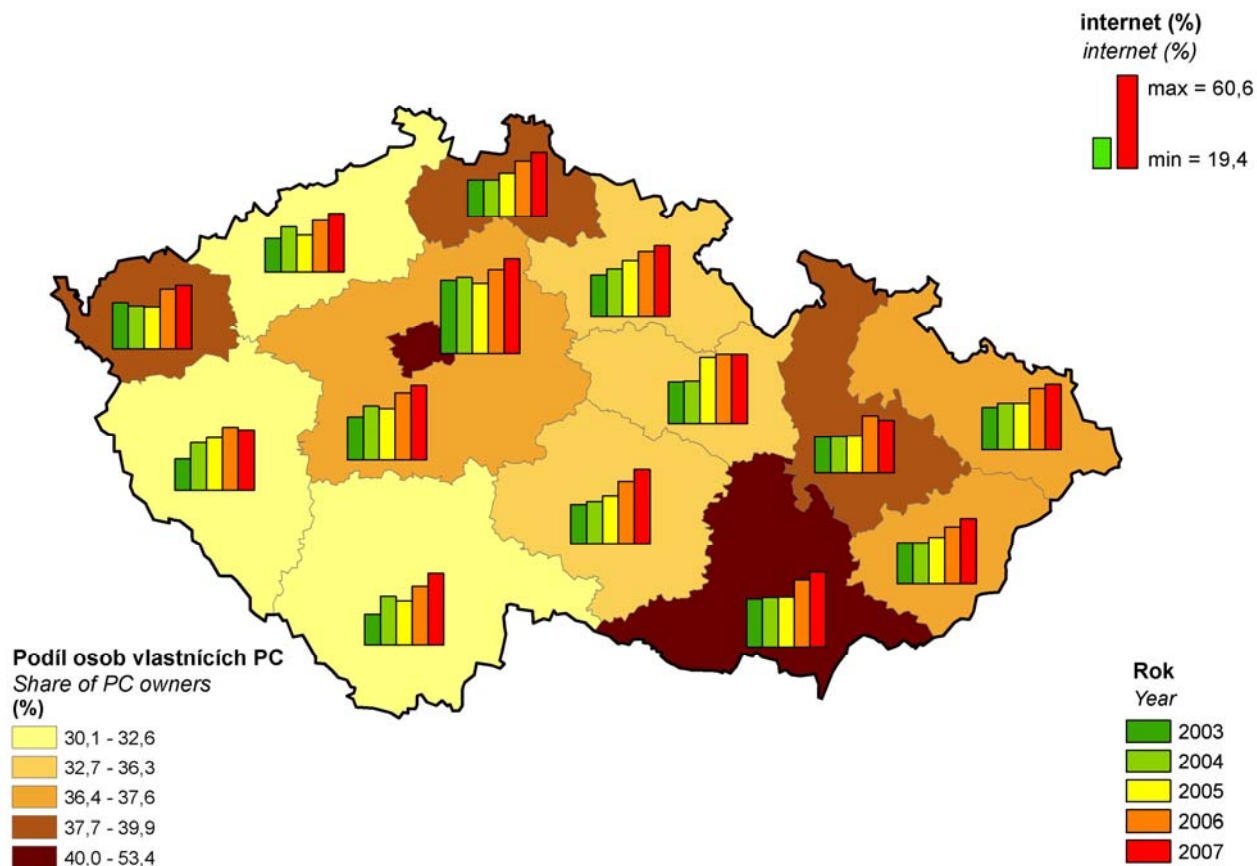 internet (%)
internet (%)
max = 60,6
min = 19,4
Podíl osob vlastnících PC
Share of PC owners
(%)
30,1 - 32,6
32,7 - 36,3
36,4 - 37,6
37,7 - 39,9
40,0 - 53,4
Rok
Year
2003
2004
2005
2006
2007